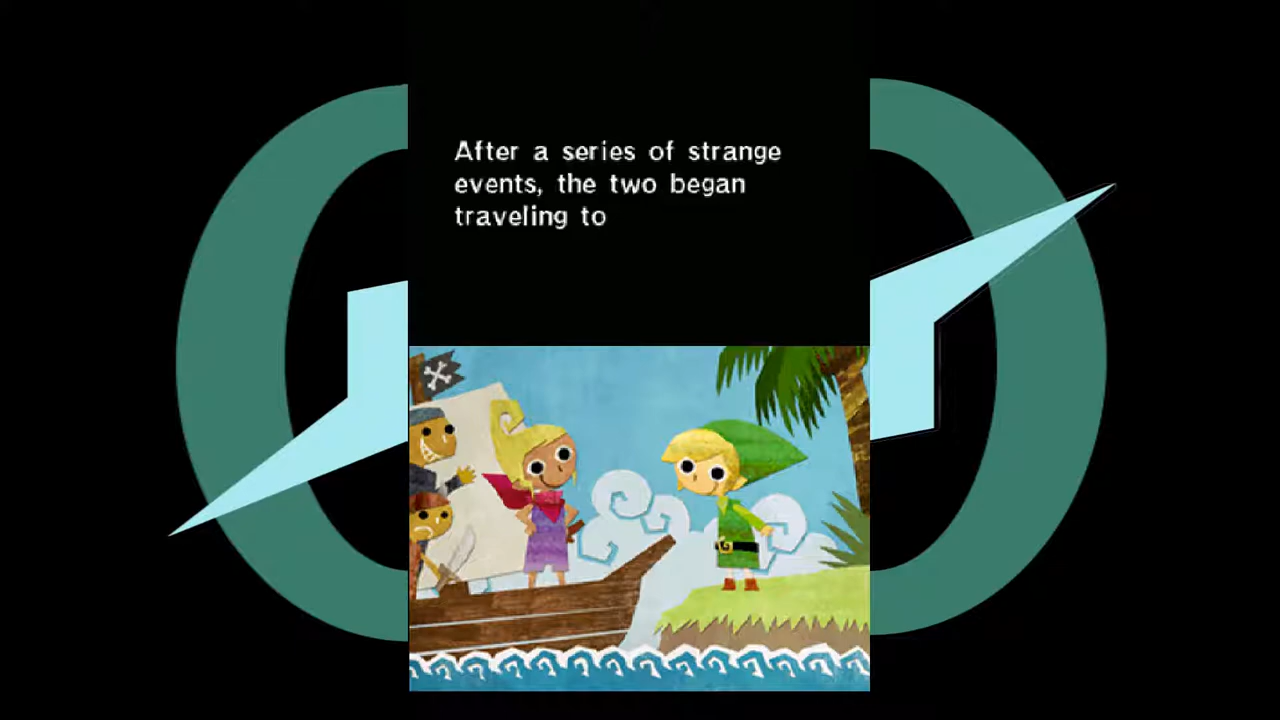 After a series of strange
events, the two began
traveling to